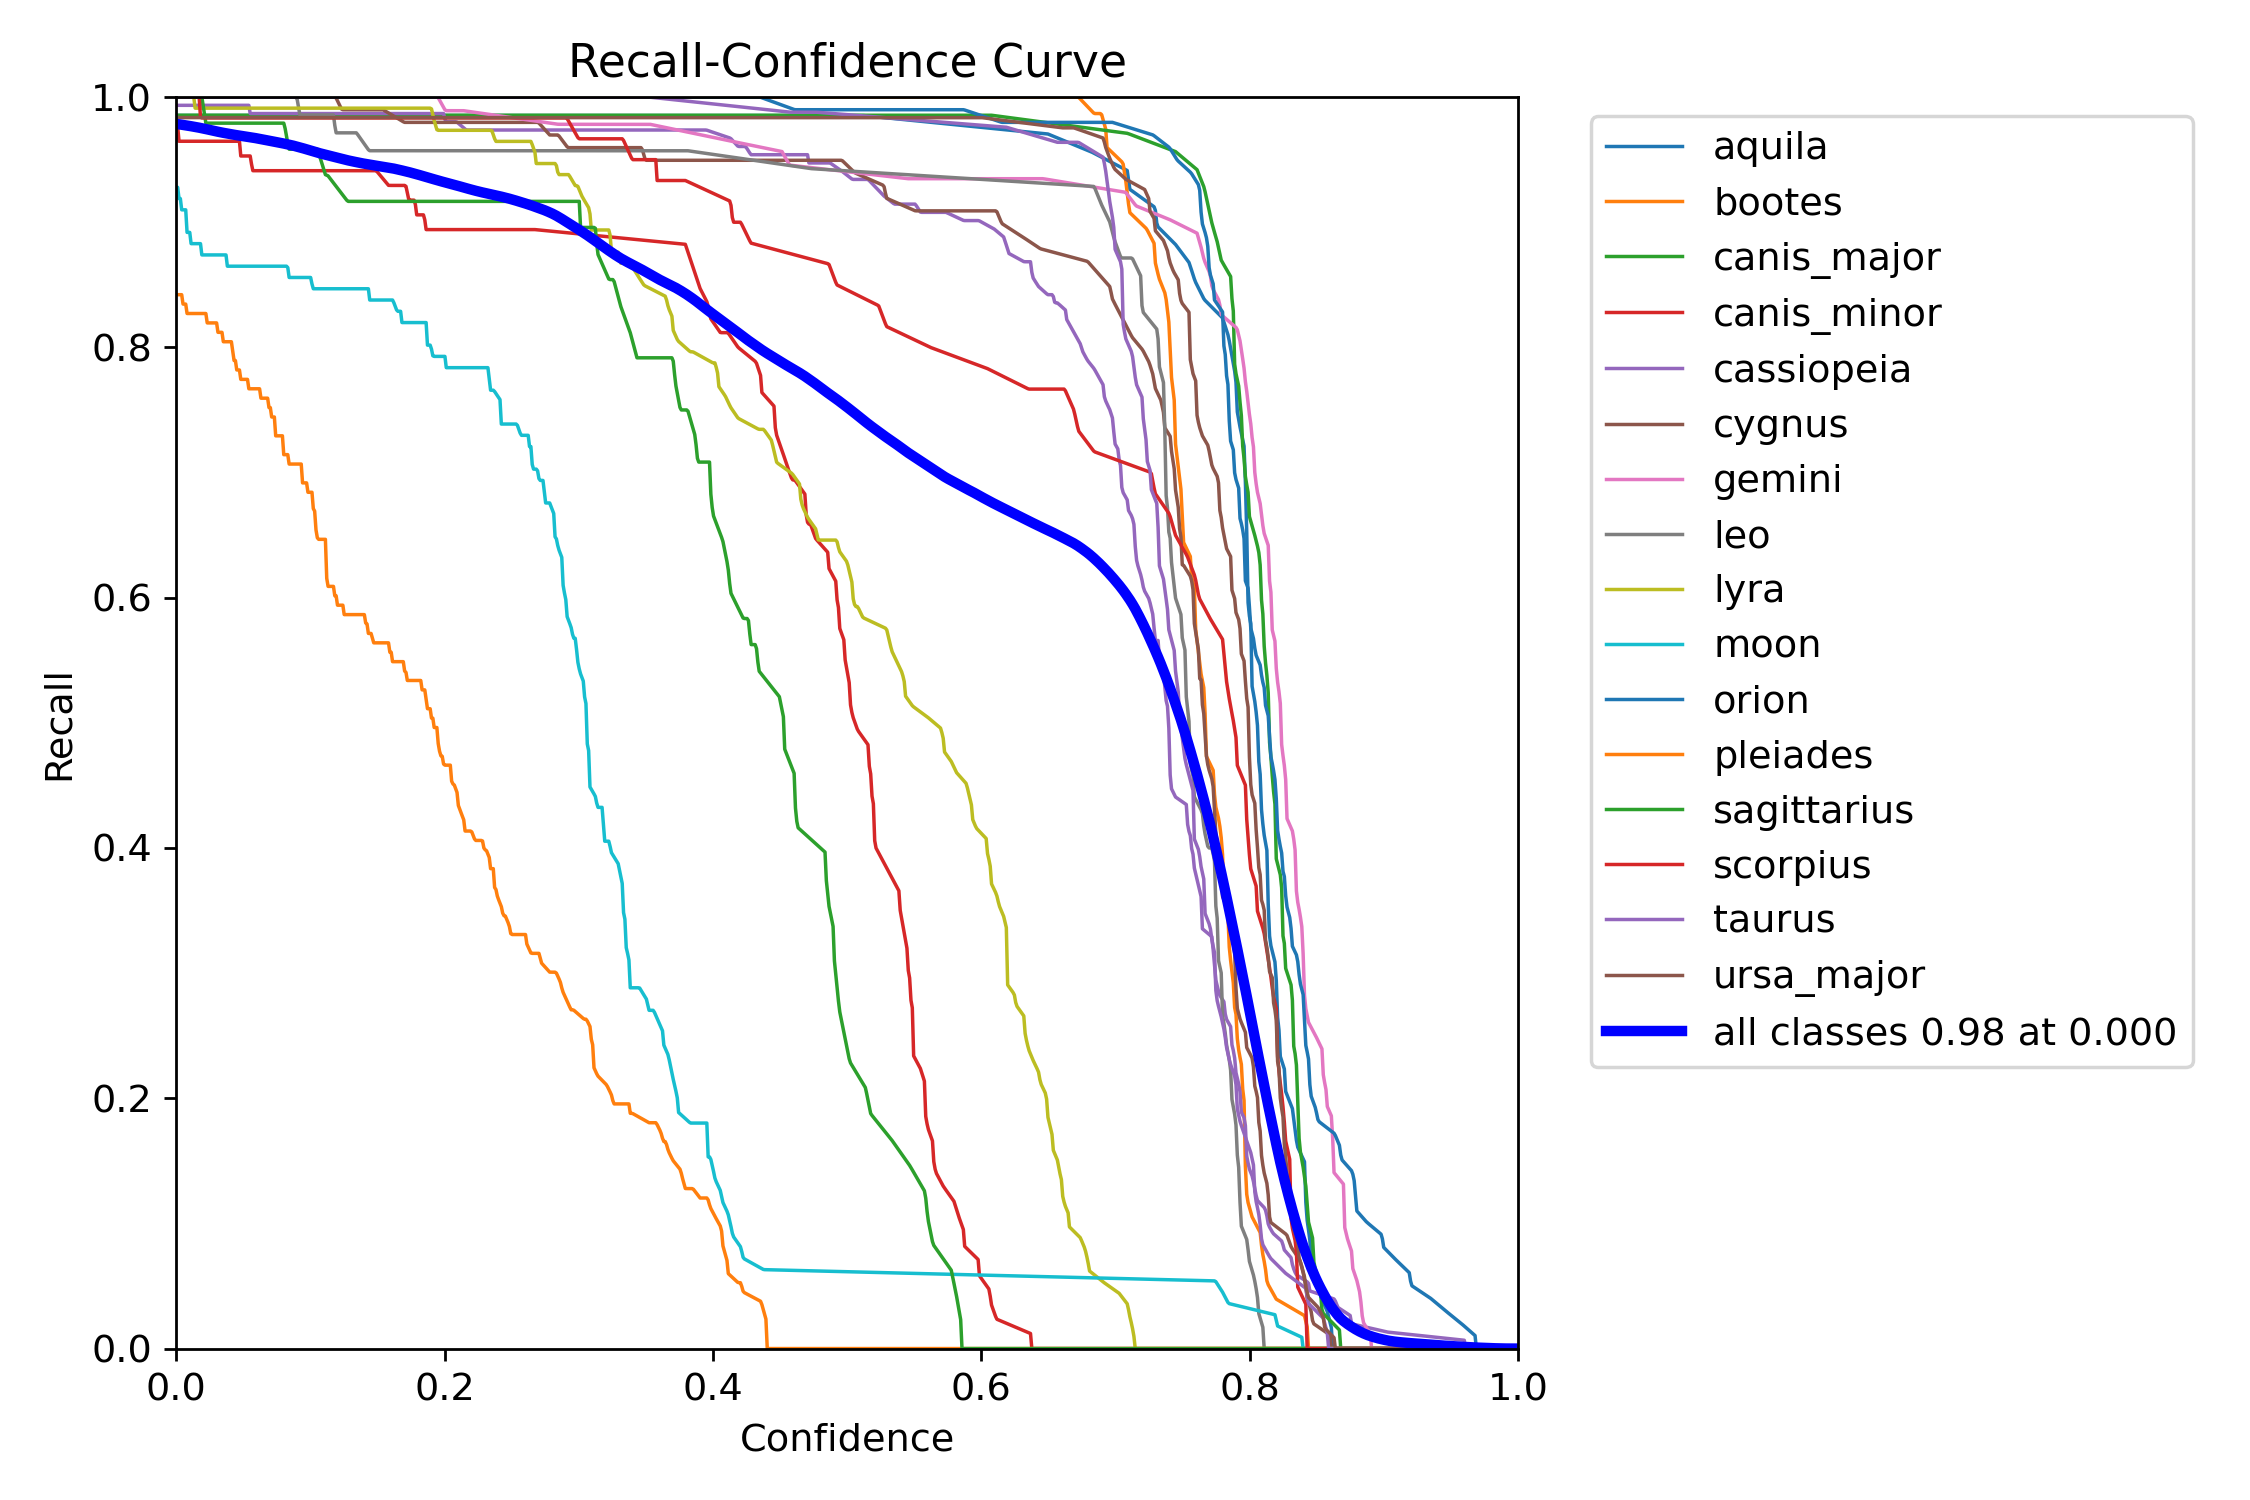 Recall-Confidence Curve
1.0
0.8
0.6
0.4
0.2
0.0
Recall
0.0 0.2 0.4 0.6 0.8 1.0
Confidence
aquila
bootes
canis_major
canis_minor
cassiopeia
cygnus
gemini
leo
lyra
moon
orion
pleiades
sagittarius
scorpius
taurus
ursa_major
all classes 0.98 at 0.000